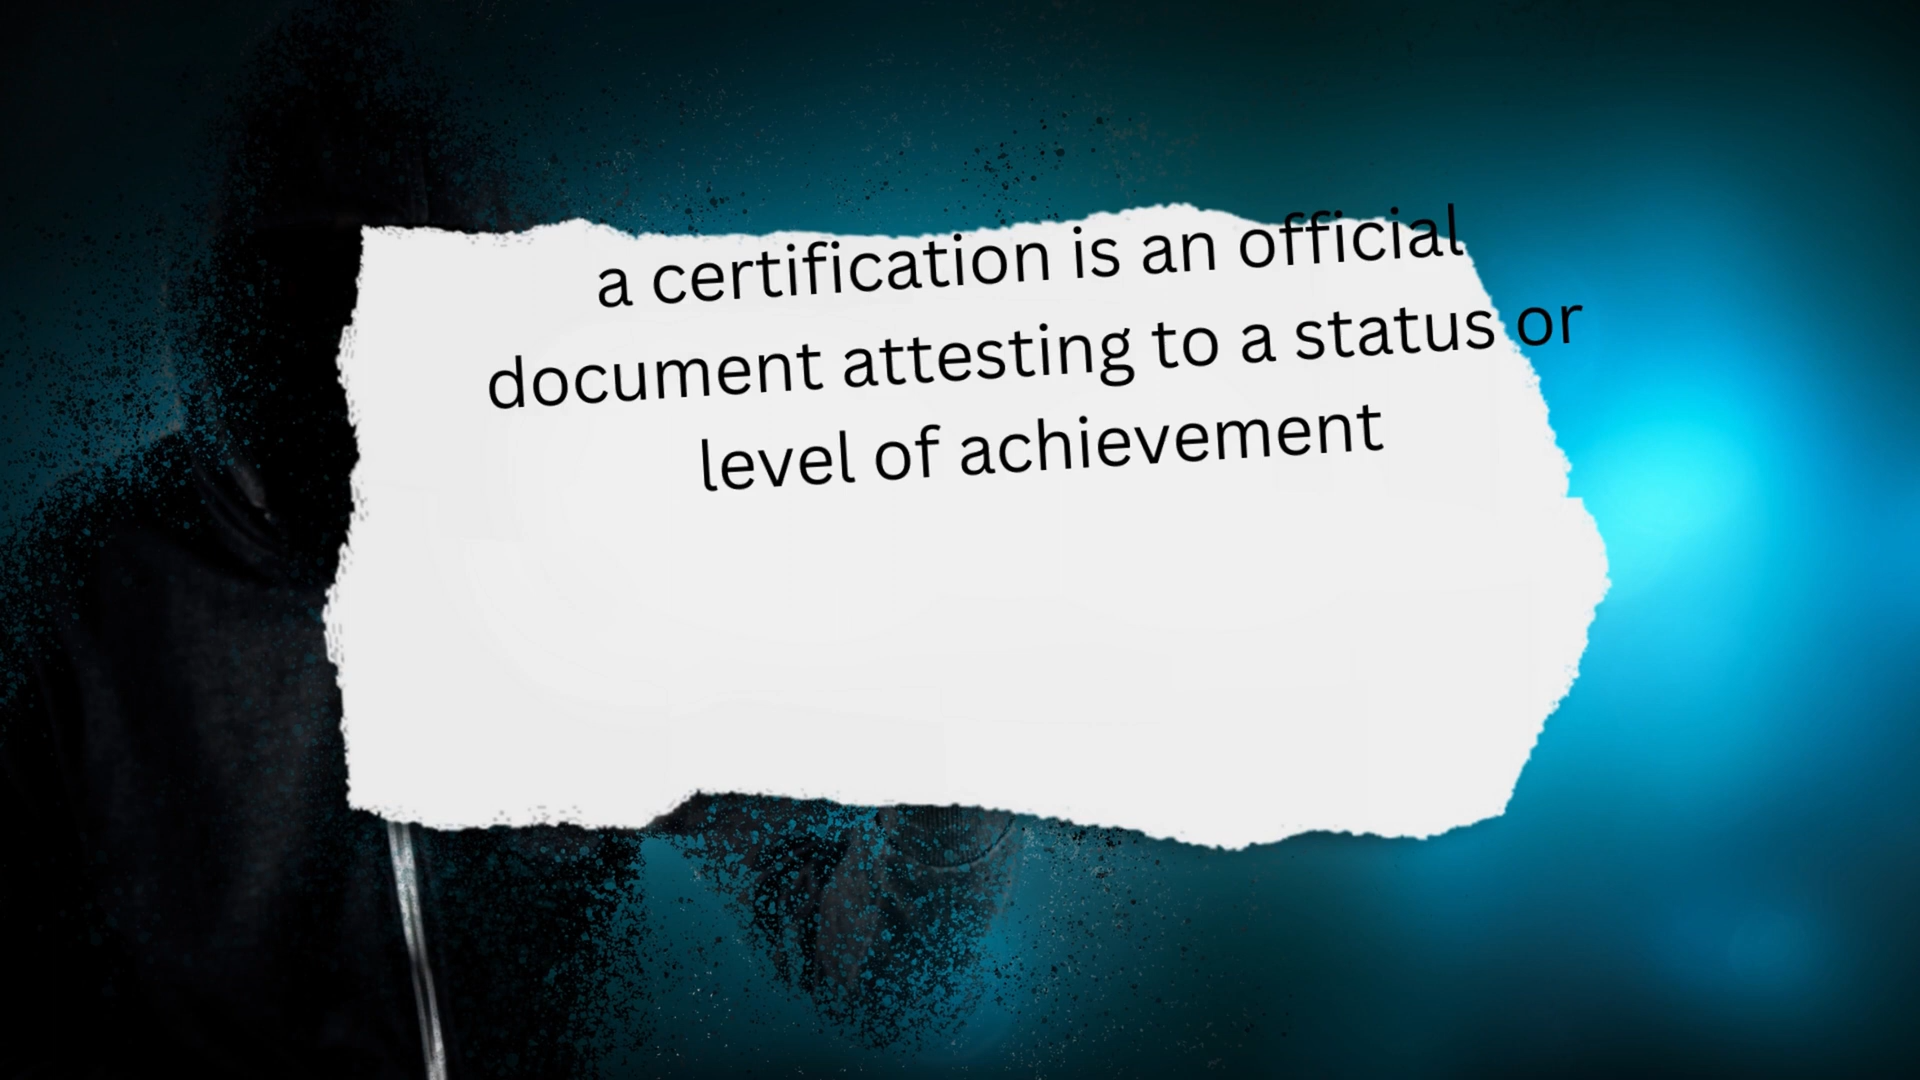 a certification is an official
document attesting to a status or
level of achievement